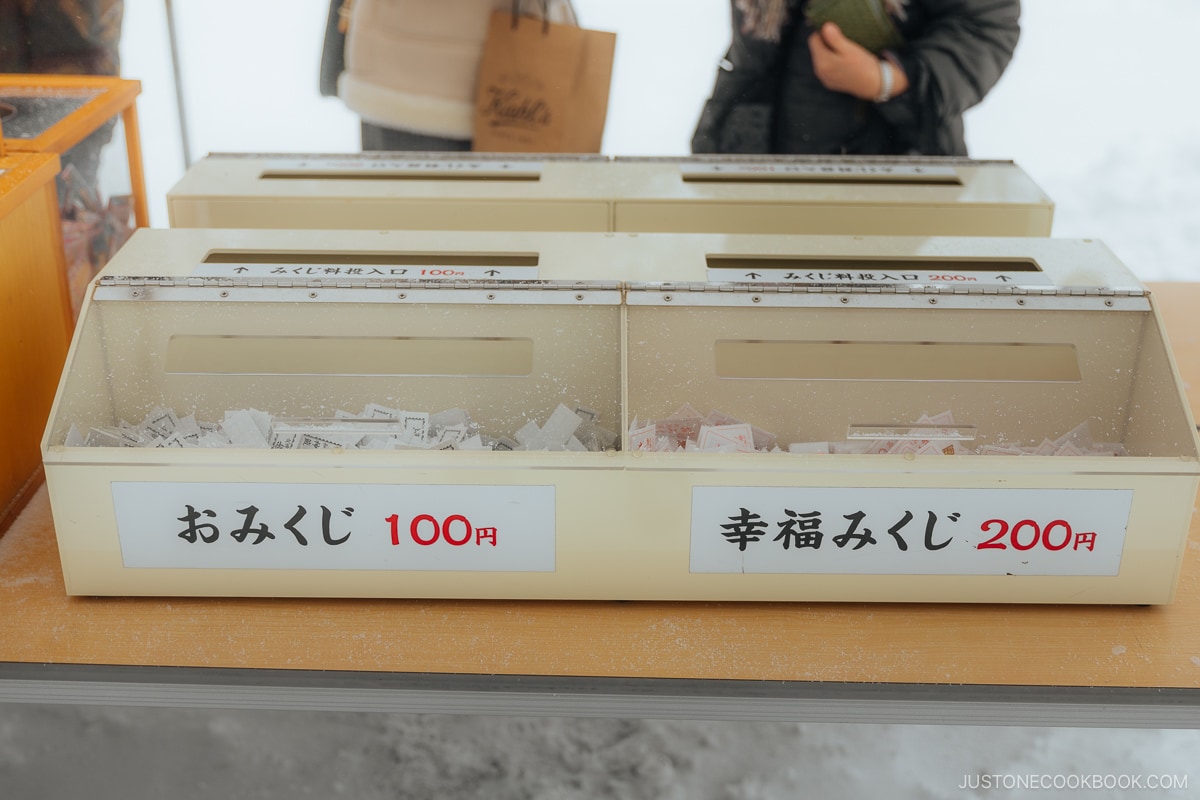 Kiehl's
↑ みくじ料投入口 100円 ↑
↑ みくじ料投入口 200円 ↑
おみくじ 100円
幸福みくじ 200円
JUSTONECOOKBOOK.COM